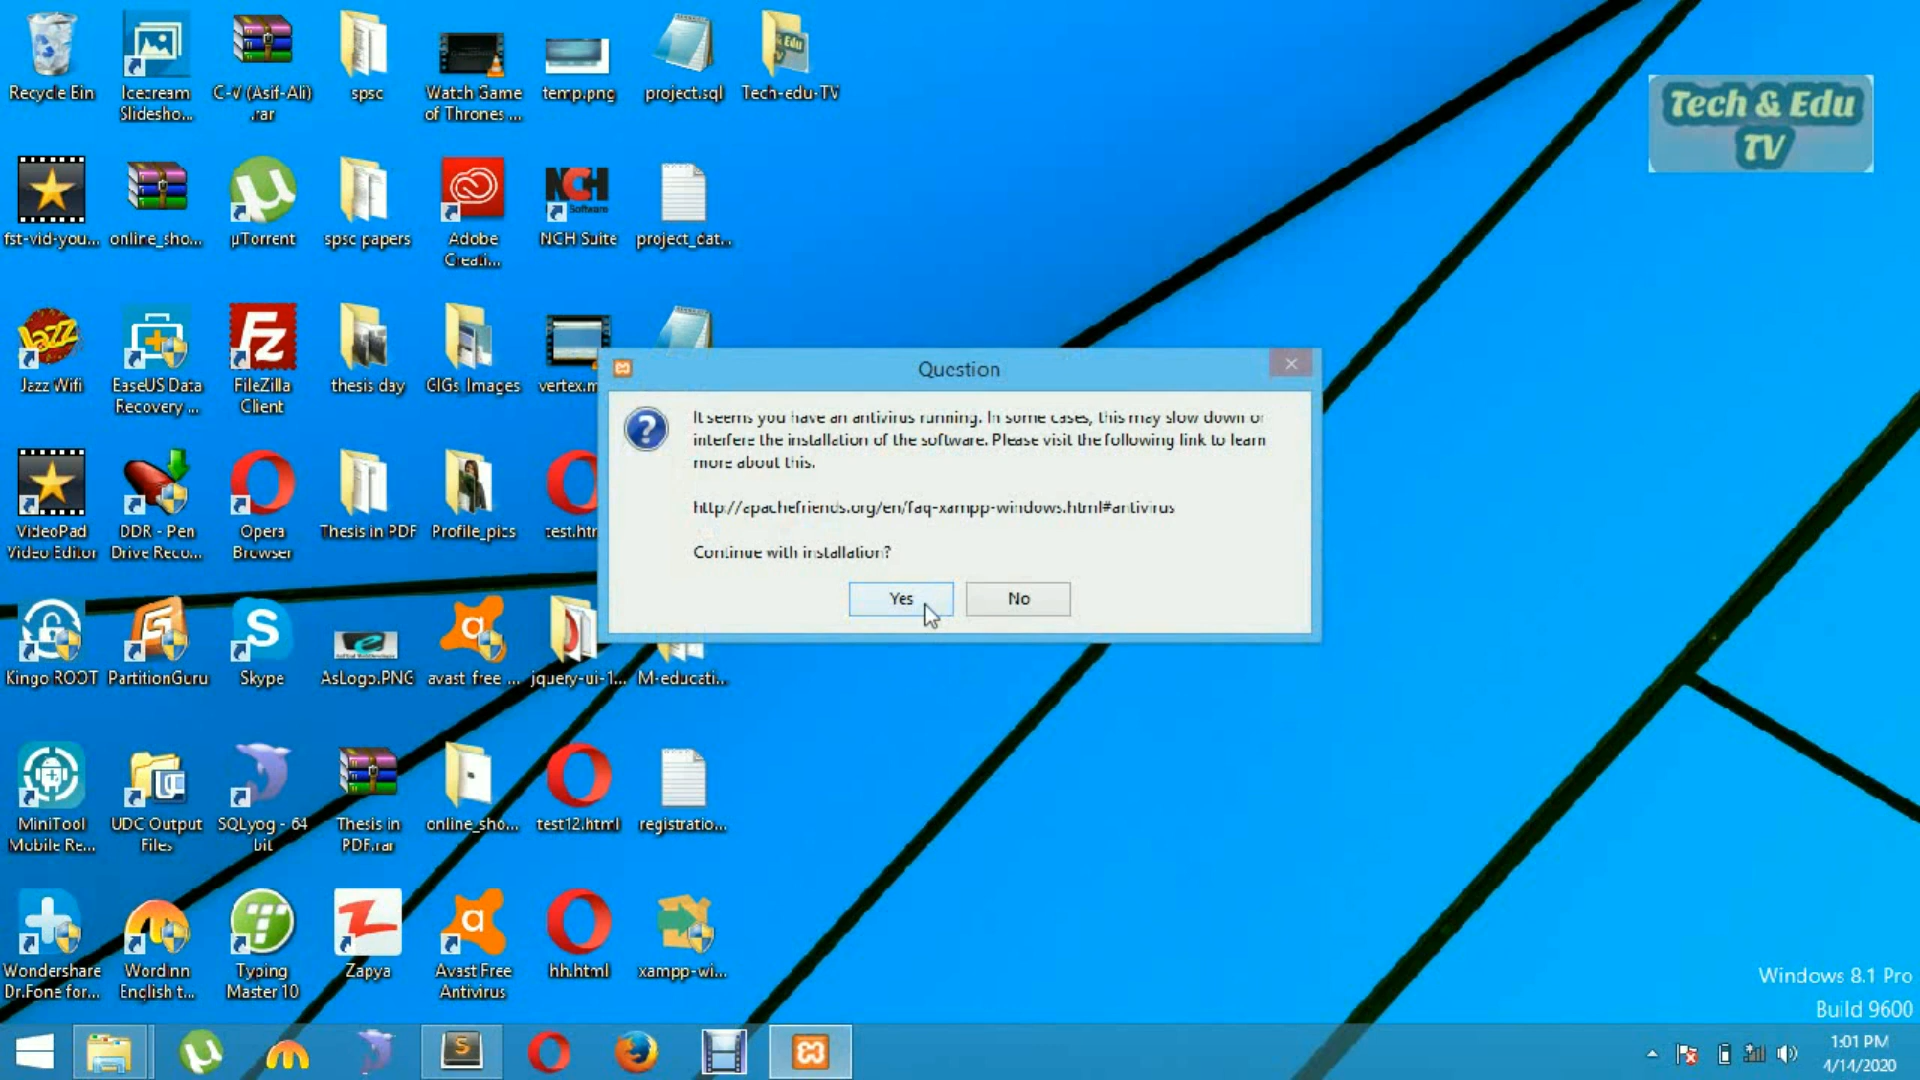 Recycle Bin
Icecream
Slidesho...
C-V (Asif-Ali)
.rar
spsc
Watch Game
of Thrones ...
temp.png
project.sql
Tech-edu-TV
Tech & Edu
TV
fst-vid-you...
online_sho...
µTorrent
spsc papers
Adobe
Creati...
NCH Suite
project_dat...
Jazz Wifi
EaseUS Data
Recovery ...
FileZilla
Client
thesis day
GIGs Images
vertex.m
Question
It seems you have an antivirus running. In some cases, this may slow down or
interfere the installation of the software. Please visit the following link to learn
more about this.
http://apachefriends.org/en/faq-xampp-windows.html#antivirus
Continue with installation?
Yes
No
VideoPad
Video Editor
DDR - Pen
Drive Reco...
Opera
Browser
Thesis in PDF
Profile_pics
test.htm
Kingo ROOT
PartitionGuru
Skype
AsLogo.PNG
avast free ...
jquery-ui-1...
M-educati...
MiniTool
Mobile Re...
UDC Output
Files
SQLyog - 64
bit
Thesis in
PDF.rar
online_sho...
test12.html
registratio...
Wondershare
Dr.Fone for...
Wordinn
English t...
Typing
Master 10
Zapya
Avast Free
Antivirus
hh.html
xampp-wi...
Windows 8.1 Pro
Build 9600
1:01 PM
4/14/2020